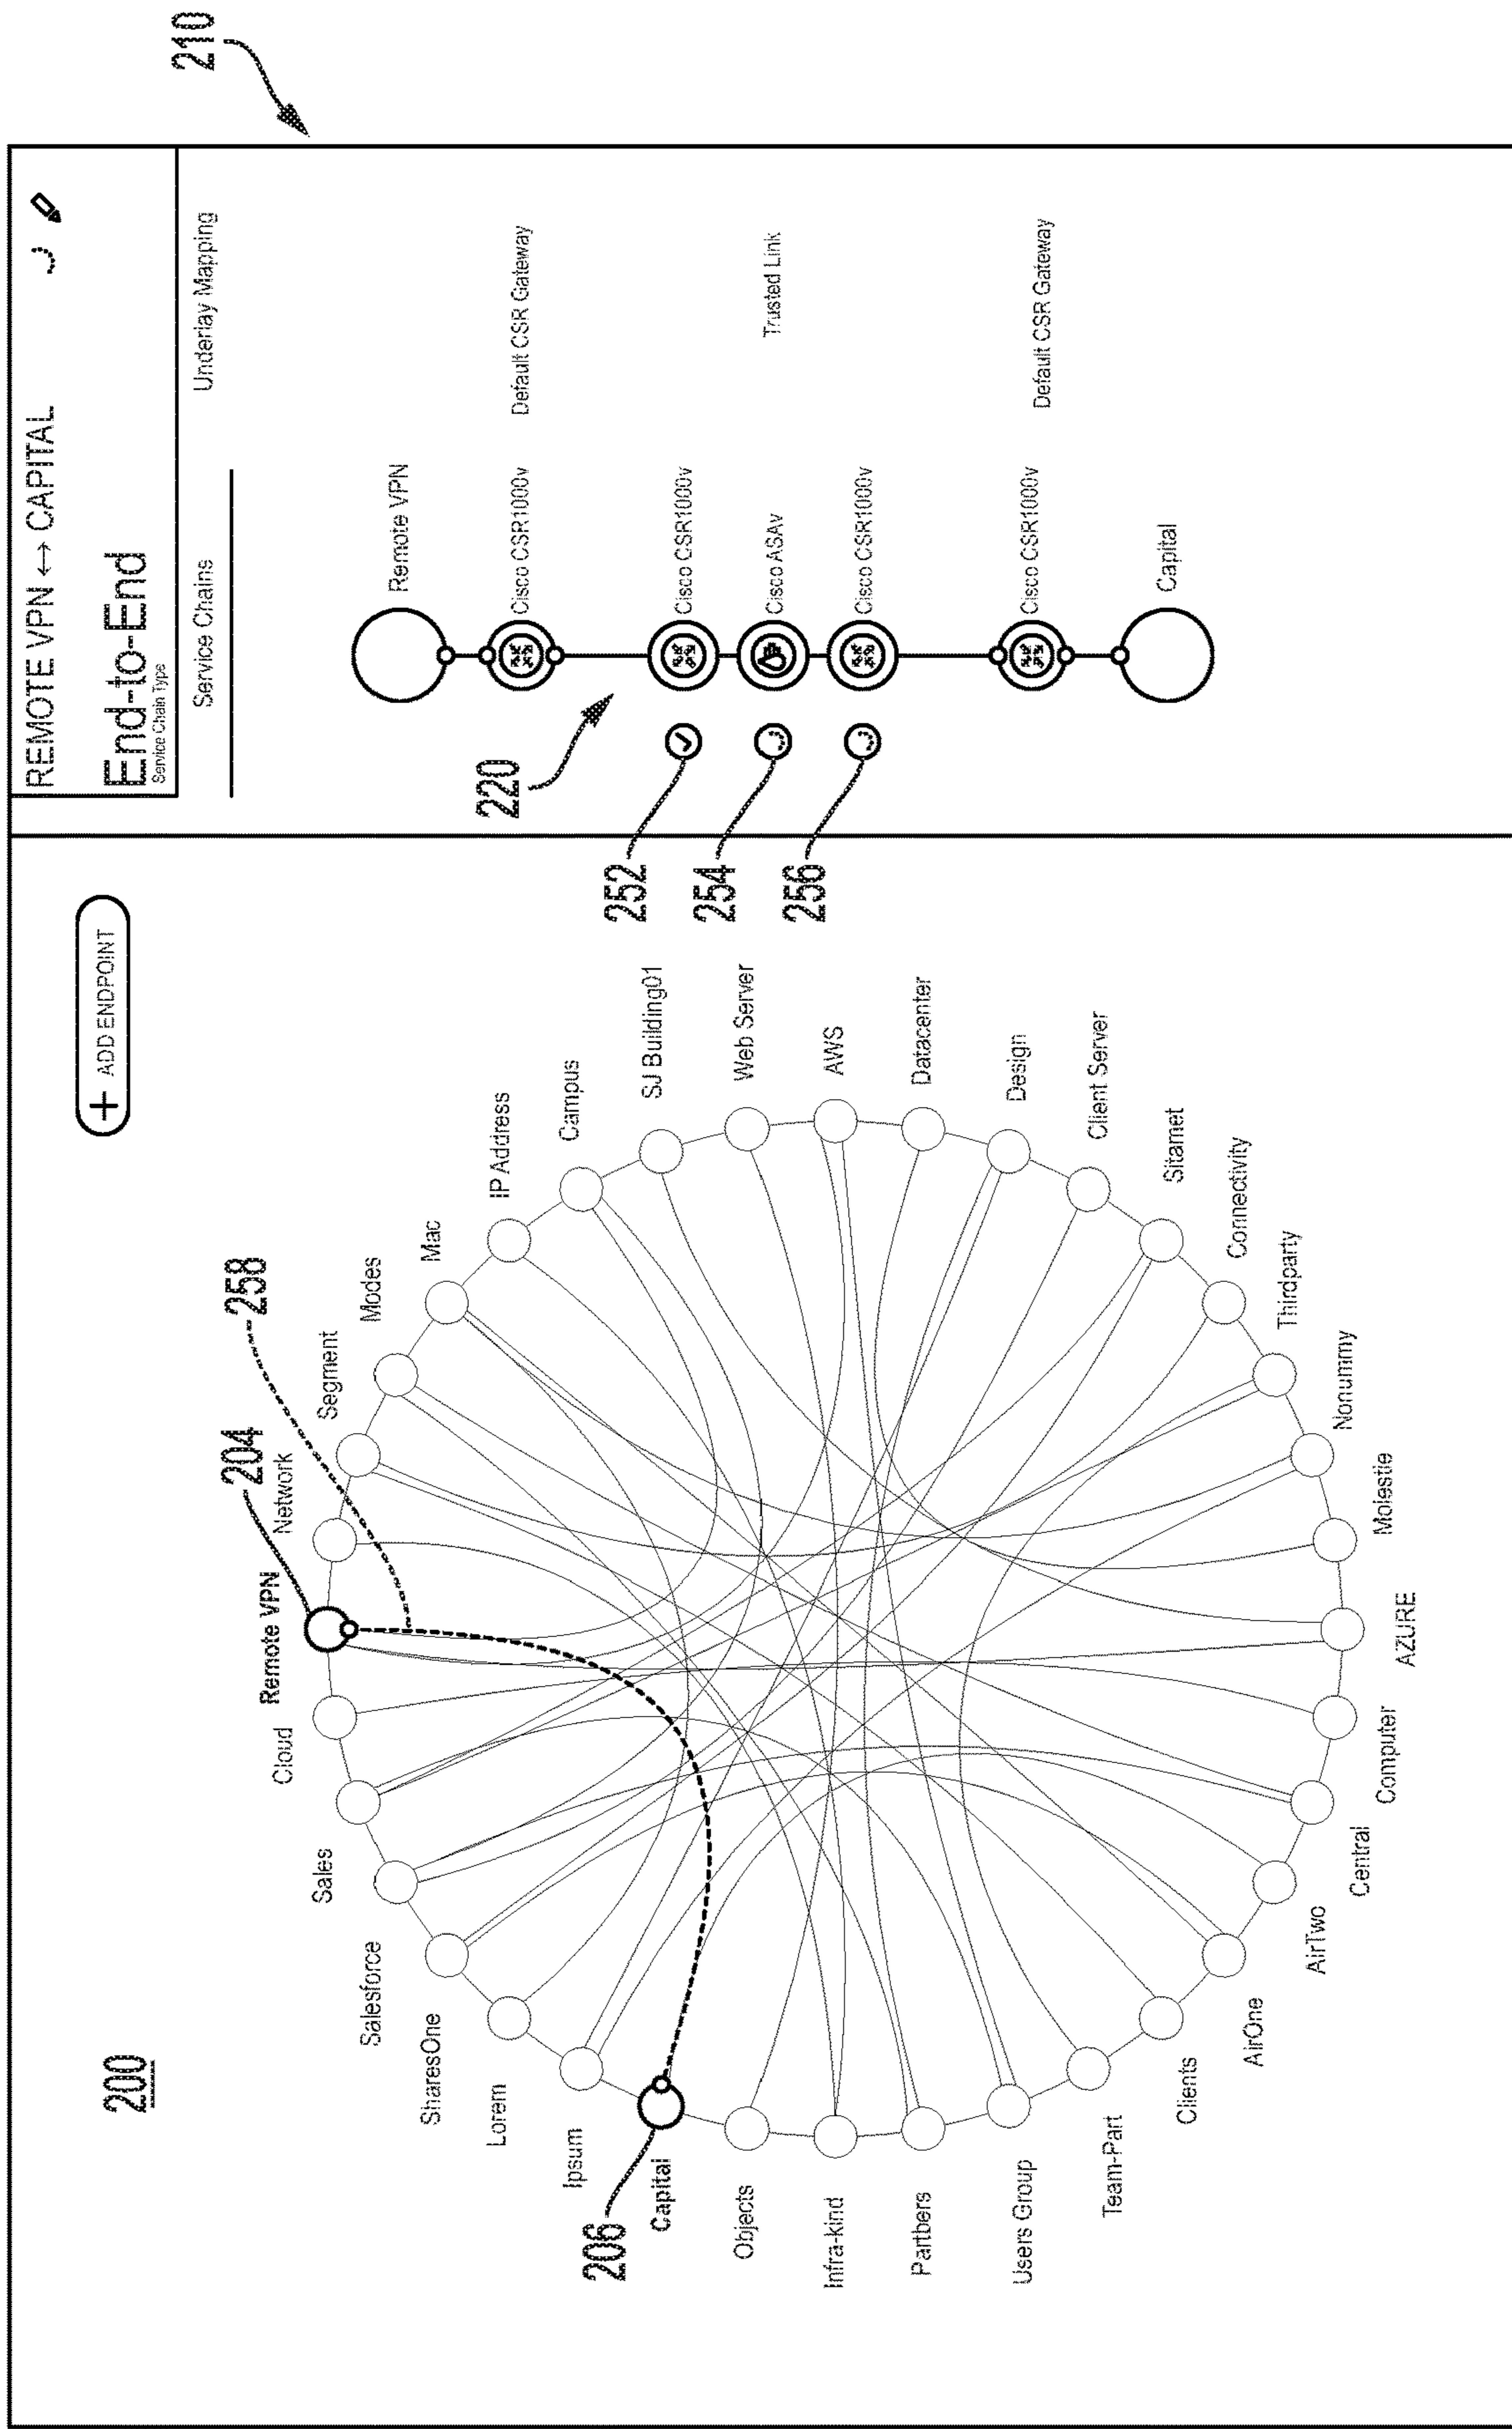 200
+ ADD ENDPOINT
258
204
Remote VPN
Network
Segment
Modes
Mac
IP Address
Campus
SJ Building01
Web Server
AWS
Datacenter
Design
Client Server
Sitamet
Connectivity
Thirdparty
Nonummy
Molestie
AZURE
Computer
Central
AirTwo
AirOne
Clients
Team-Part
Users Group
Partbers
Infra-kind
Objects
Capital
206
Ipsum
Lorem
SharesOne
Salesforce
Sales
Cloud
210
REMOTE VPN ↔ CAPITAL
End-to-End
Service Chain Type
Service Chains
Underlay Mapping
220
Remote VPN
Cisco CSR1000v
Default CSR Gateway
252
Cisco CSR1000v
254
Cisco ASAv
Trusted Link
256
Cisco CSR1000v
Cisco CSR1000v
Default CSR Gateway
Capital